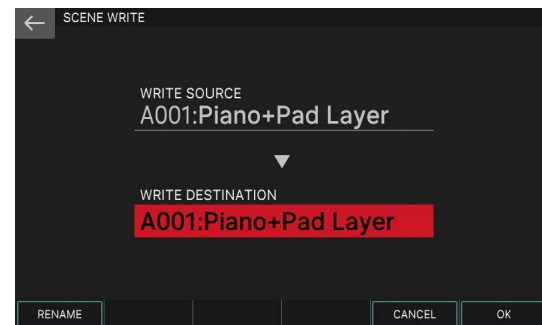 SCENE WRITE
WRITE SOURCE
A001:Piano+Pad Layer
WRITE DESTINATION
A001:Piano+Pad Layer
RENAME CANCEL OK